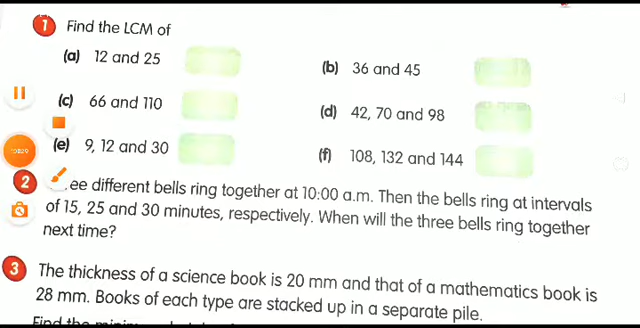 1 Find the LCM of
(a) 12 and 25
(b) 36 and 45
(c) 66 and 110
(d) 42, 70 and 98
(e) 9, 12 and 30
(f) 108, 132 and 144
2 ee different bells ring together at 10:00 a.m. Then the bells ring at intervals
of 15, 25 and 30 minutes, respectively. When will the three bells ring together
next time?
3 The thickness of a science book is 20 mm and that of a mathematics book is
28 mm. Books of each type are stacked up in a separate pile.
Find the